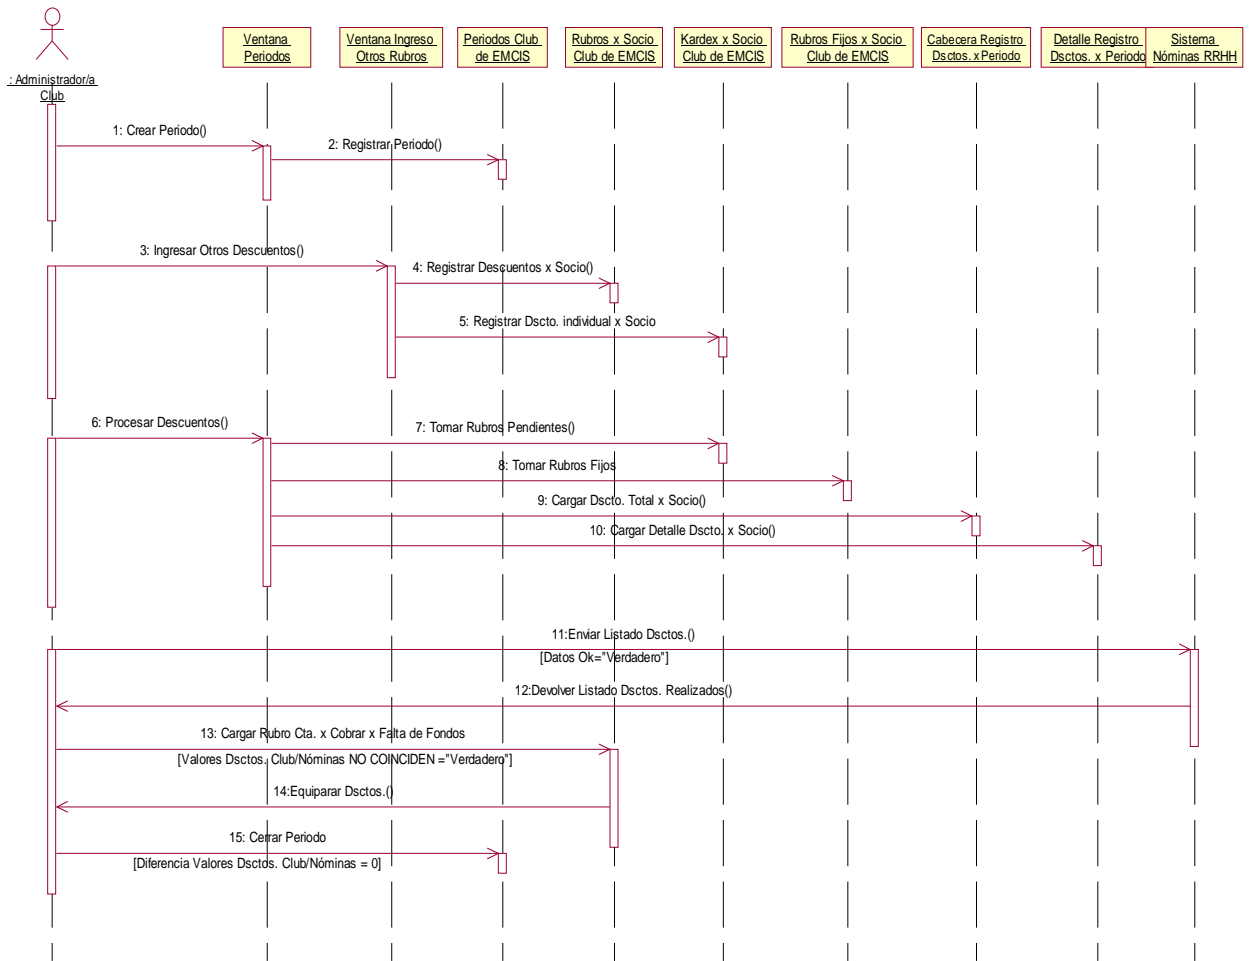 Ventana
Periodos
Ventana Ingreso
Otros Rubros
Periodos Club
de EMCIS
Rubros x Socio
Club de EMCIS
Kardex x Socio
Club de EMCIS
Rubros Fijos x Socio
Club de EMCIS
Cabecera Registro
Dsctos. x Periodo
Detalle Registro
Dsctos. x Periodo
Sistema
Nóminas RRHH
: Administrador/a
Club
1: Crear Periodo()
2: Registrar Periodo()
3: Ingresar Otros Descuentos()
4: Registrar Descuentos x Socio()
5: Registrar Dscto. individual x Socio
6: Procesar Descuentos()
7: Tomar Rubros Pendientes()
8: Tomar Rubros Fijos
9: Cargar Dscto. Total x Socio()
10: Cargar Detalle Dscto. x Socio()
11:Enviar Listado Dsctos.()
[Datos Ok="Verdadero"]
12:Devolver Listado Dsctos. Realizados()
13: Cargar Rubro Cta. x Cobrar x Falta de Fondos
[Valores Dsctos. Club/Nóminas NO COINCIDEN ="Verdadero"]
14:Equiparar Dsctos.()
15: Cerrar Periodo
[Diferencia Valores Dsctos. Club/Nóminas = 0]